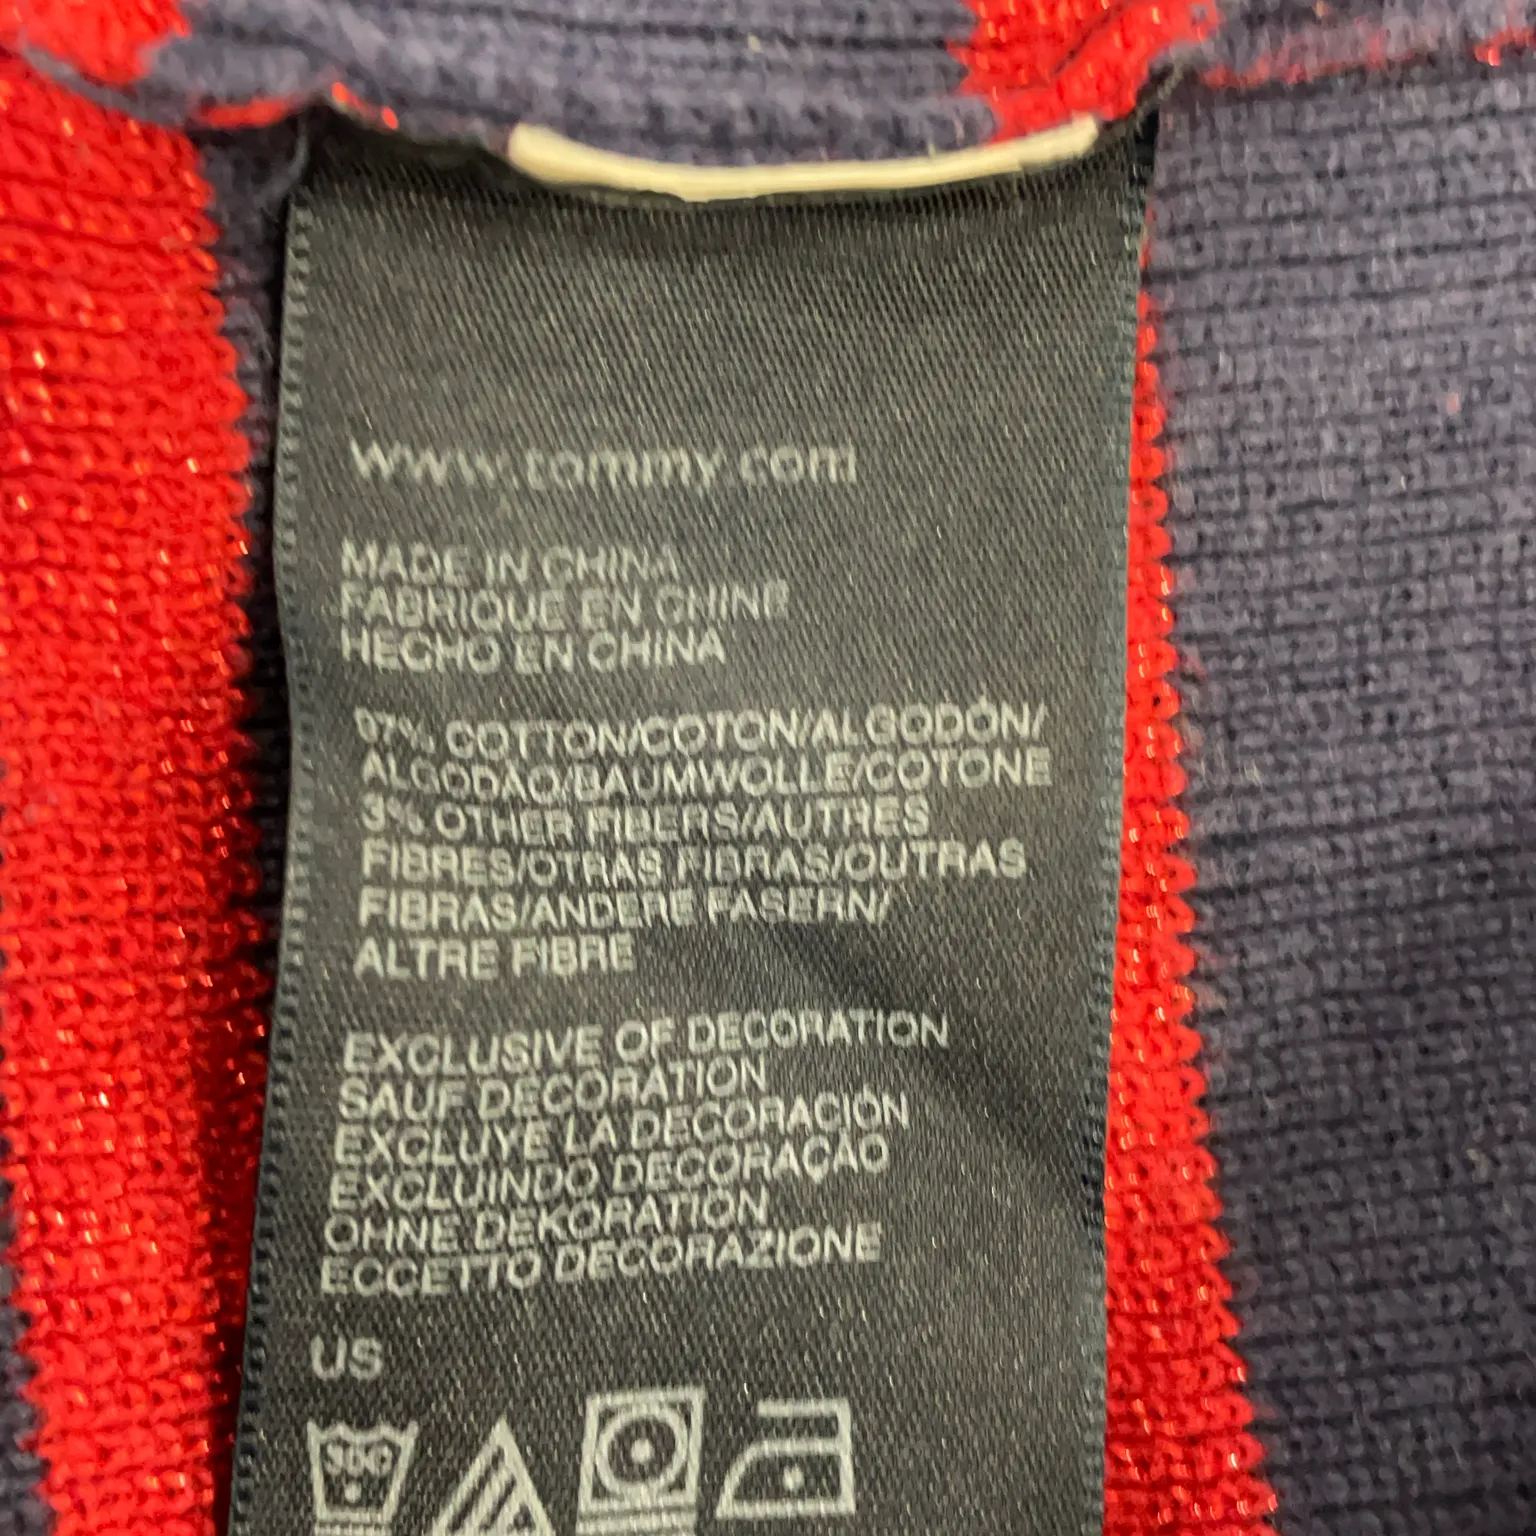 www.tommy.com
MADE IN CHINA
FABRIQUE EN CHINE
HECHO EN CHINA
97% COTTON/COTON/ALGODÓN/
ALGODÃO/BAUMWOLLE/COTONE
3% OTHER FIBERS/AUTRES
FIBRES/OTRAS FIBRAS/OUTRAS
FIBRAS/ANDERE FASERN/
ALTRE FIBRE
EXCLUSIVE OF DECORATION
SAUF DECORATION
EXCLUYE LA DECORACIÓN
EXCLUINDO DECORAÇÃO
OHNE DEKORATION
ECCETTO DECORAZIONE
US
30C